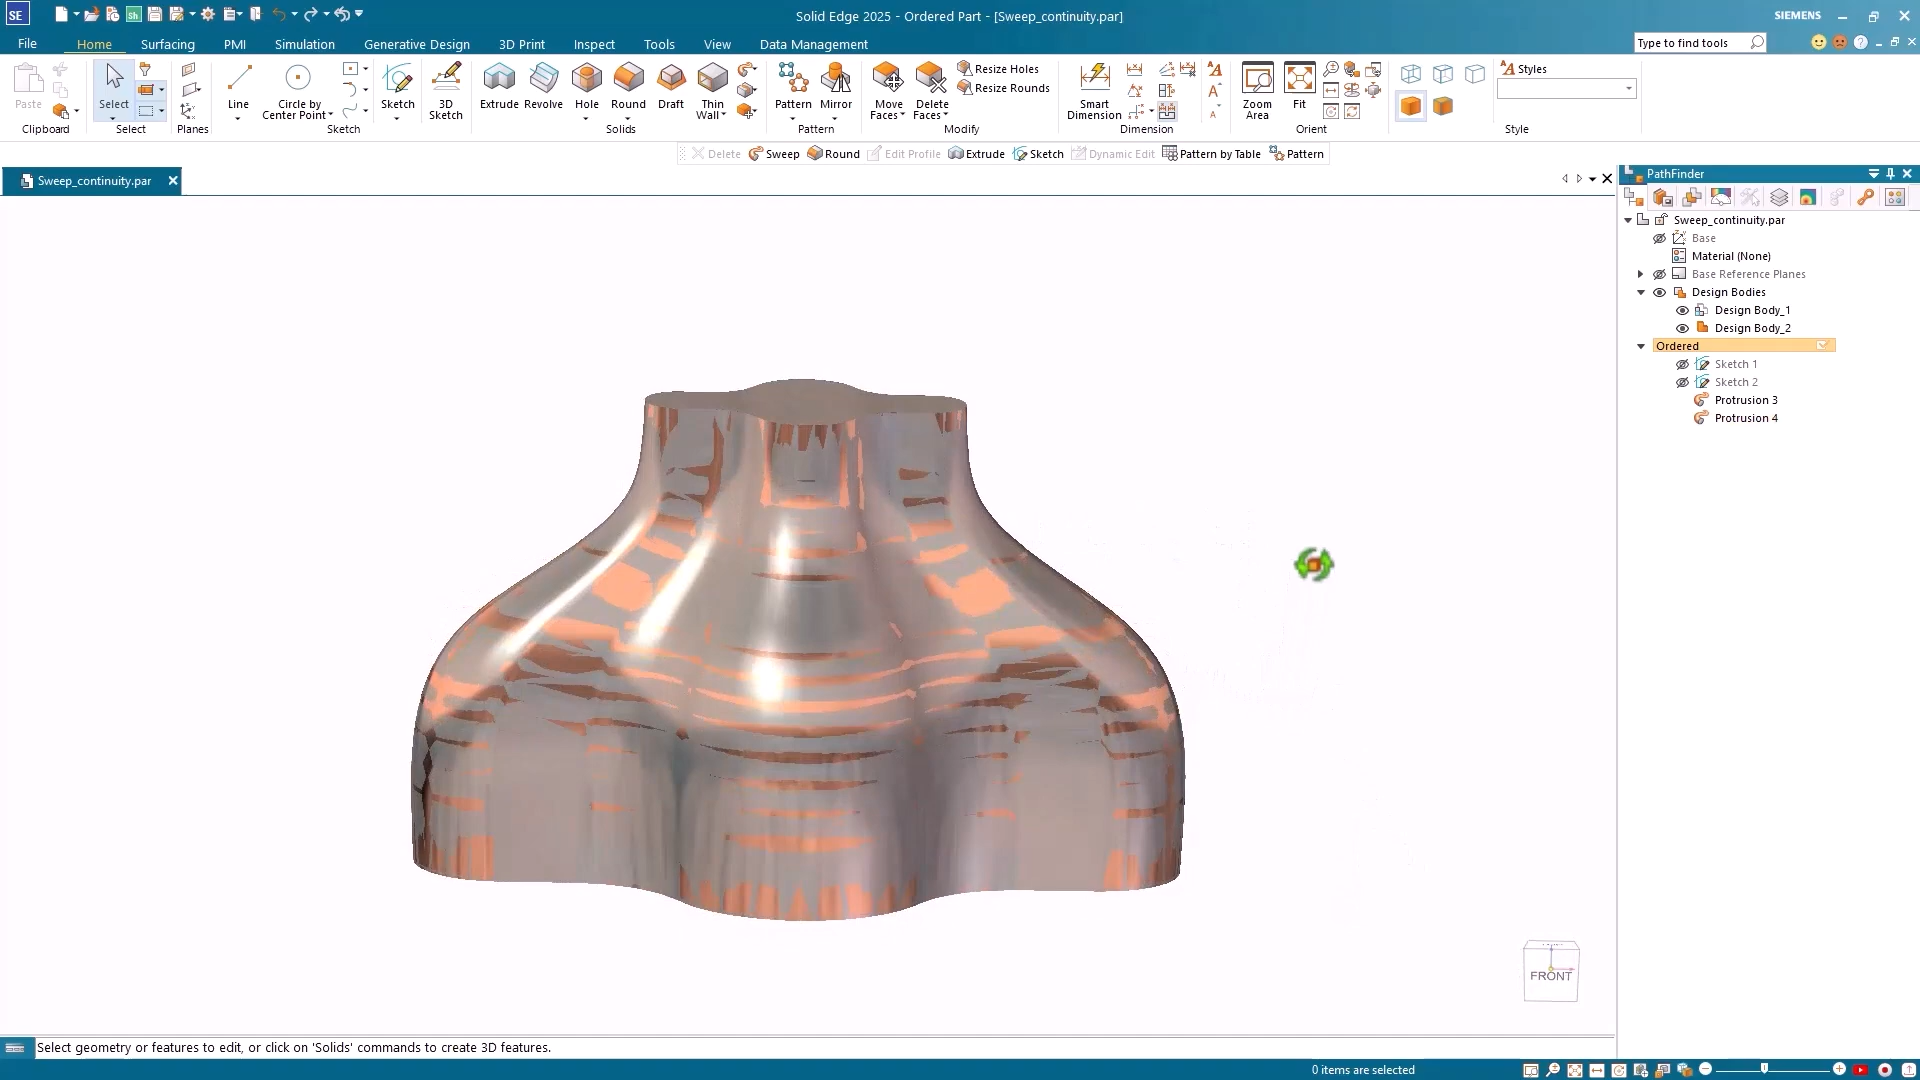 SE
Sh
Solid Edge 2025 - Ordered Part - [Sweep_continuity.par]
SIEMENS
File
Home
Surfacing
PMI
Simulation
Generative Design
3D Print
Inspect
Tools
View
Data Management
Type to find tools
Paste
Clipboard
Select
Select
Planes
Line
Circle by
Center Point
Sketch
Sketch
3D
Sketch
Extrude
Revolve
Hole
Round
Draft
Thin
Wall
Solids
Pattern
Mirror
Pattern
Move
Faces
Delete
Faces
Resize Holes
Resize Rounds
Modify
Smart
Dimension
Dimension
Zoom
Area
Fit
Orient
Styles
Style
Delete
Sweep
Round
Edit Profile
Extrude
Sketch
Dynamic Edit
Pattern by Table
Pattern
Sweep_continuity.par
PathFinder
Sweep_continuity.par
Base
Material (None)
Base Reference Planes
Design Bodies
Design Body_1
Design Body_2
Ordered
Sketch 1
Sketch 2
Protrusion 3
Protrusion 4
FRONT
Select geometry or features to edit, or click on 'Solids' commands to create 3D features.
0 items are selected